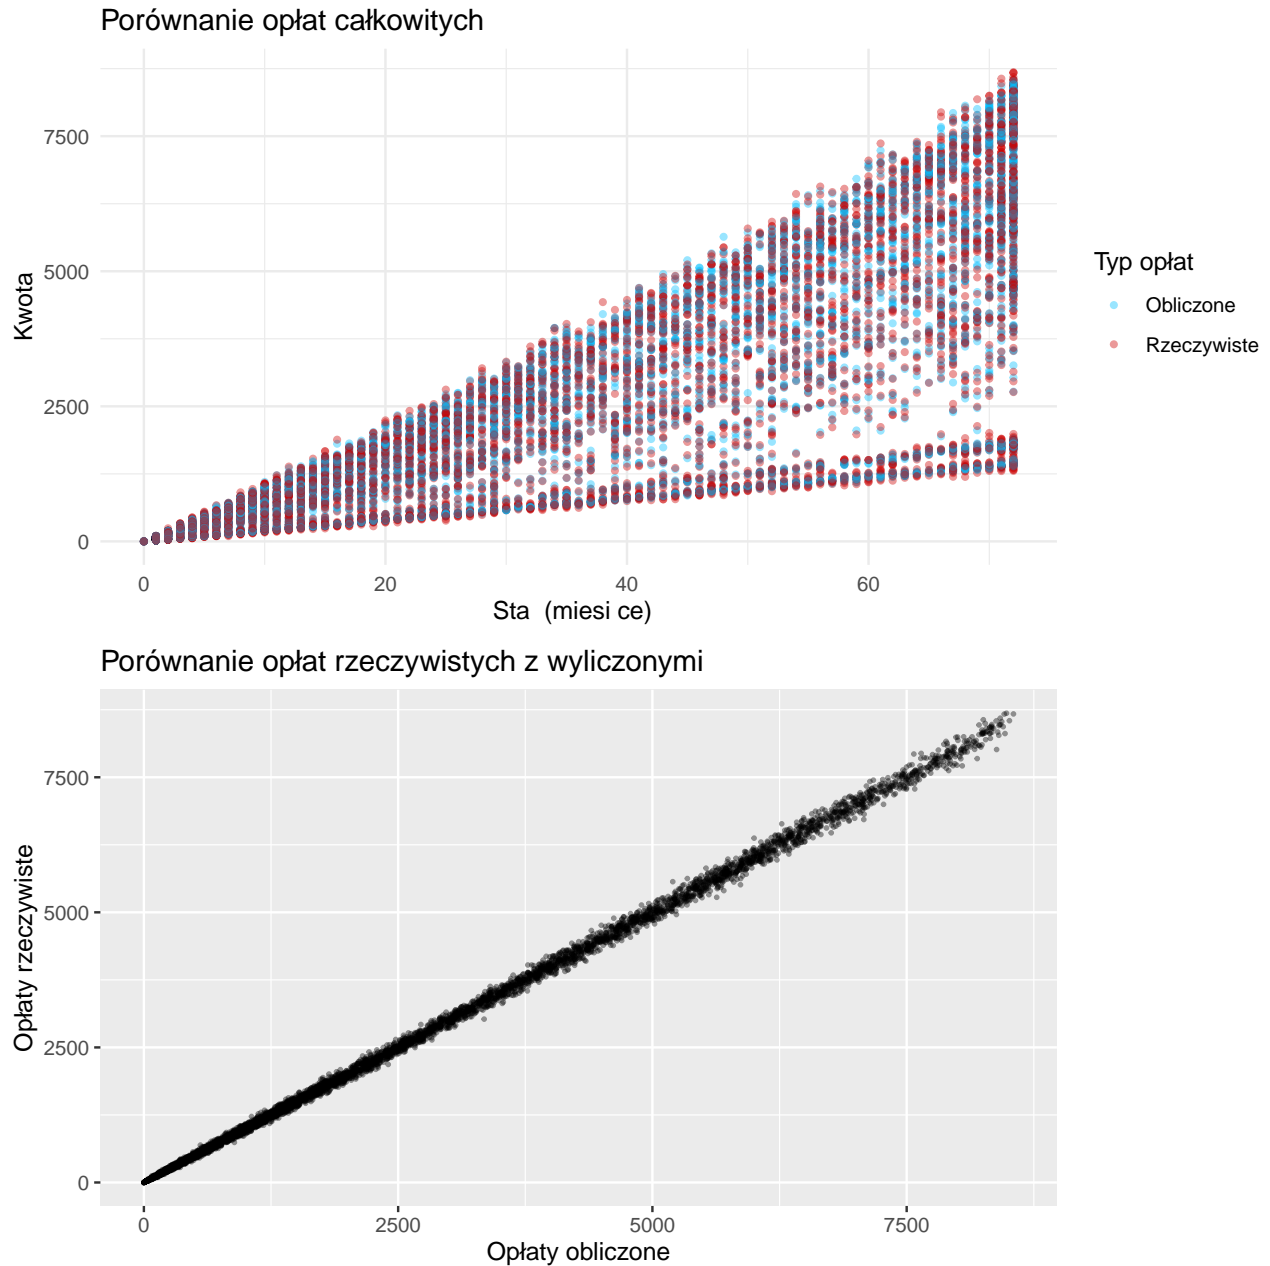 Porównanie opłat całkowitych
7500
5000
2500
0
Kwota
0 20 40 60
Sta  (miesi ce)
Typ opłat
Obliczone
Rzeczywiste
Porównanie opłat rzeczywistych z wyliczonymi
7500
5000
2500
0
Opłaty rzeczywiste
0 2500 5000 7500
Opłaty obliczone